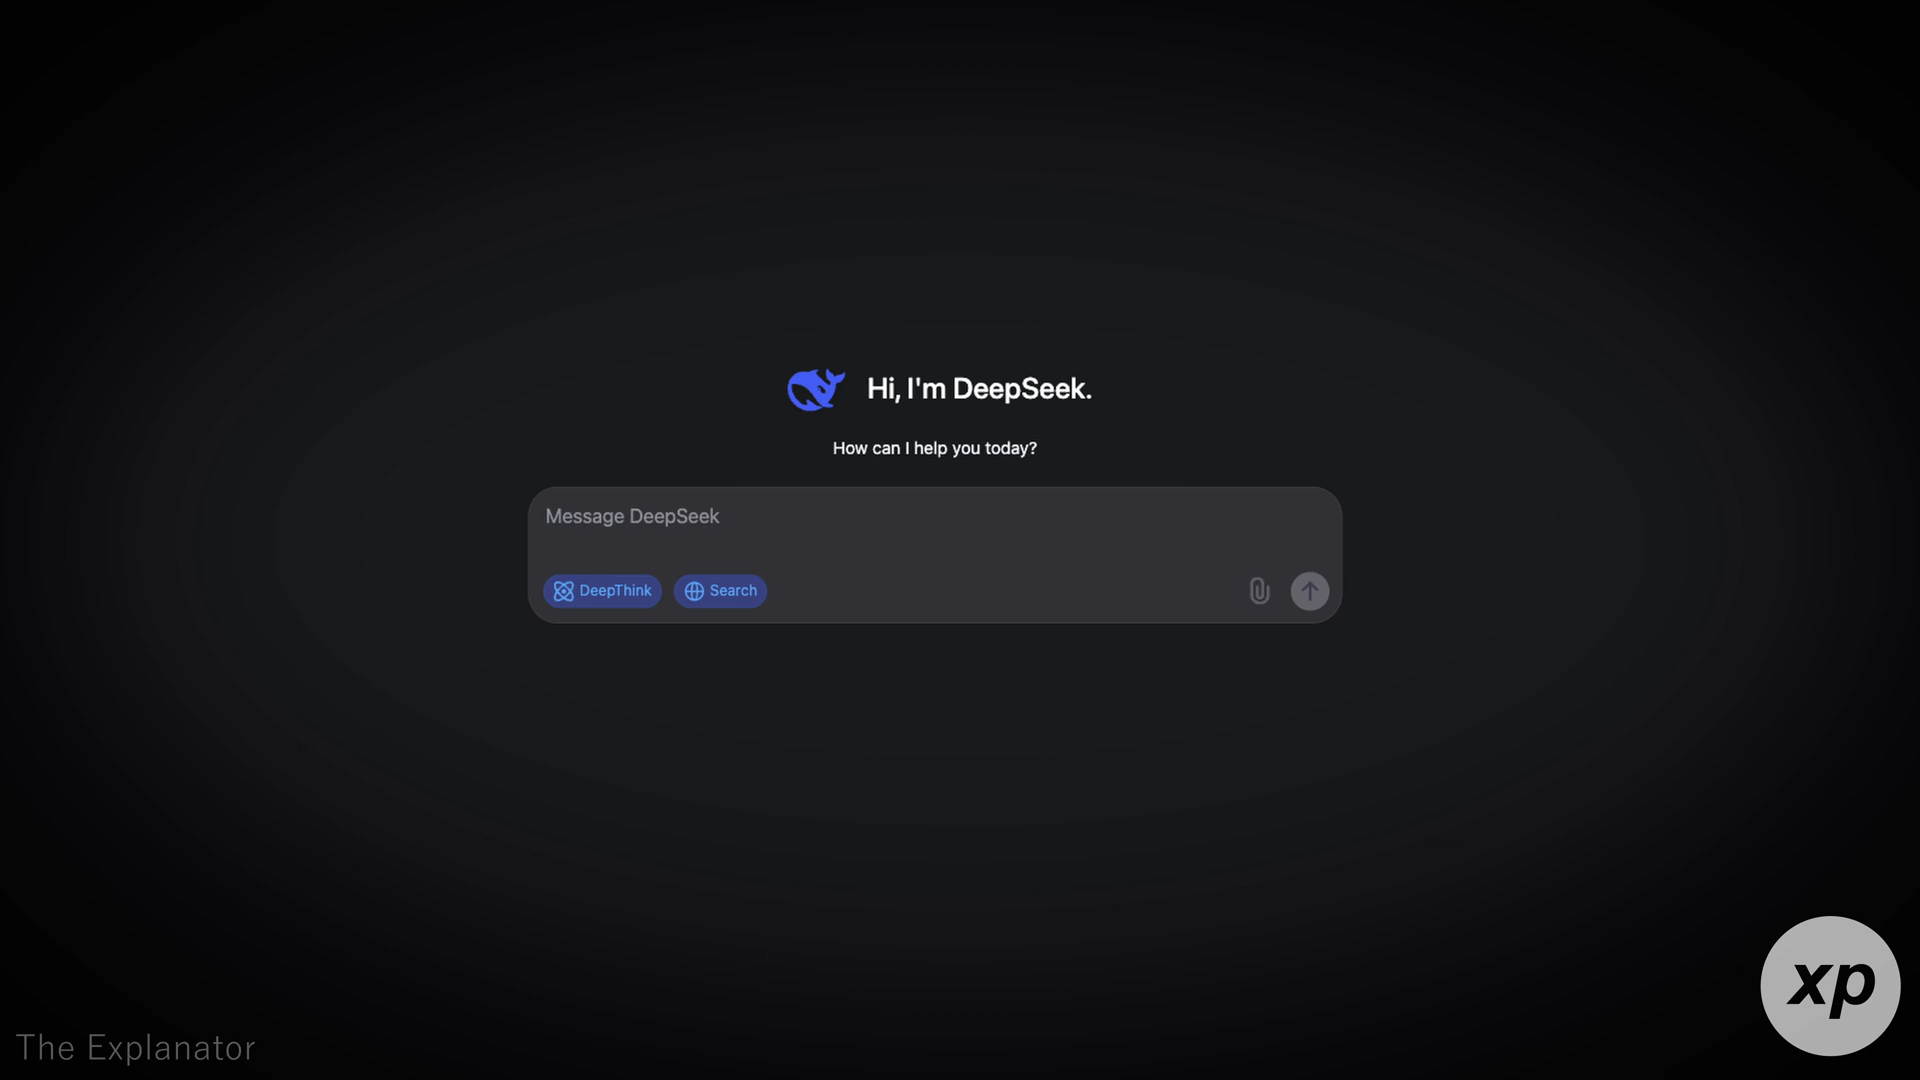 Hi, I'm DeepSeek.
How can I help you today?
Message DeepSeek
DeepThink
Search
xp
The Explanator